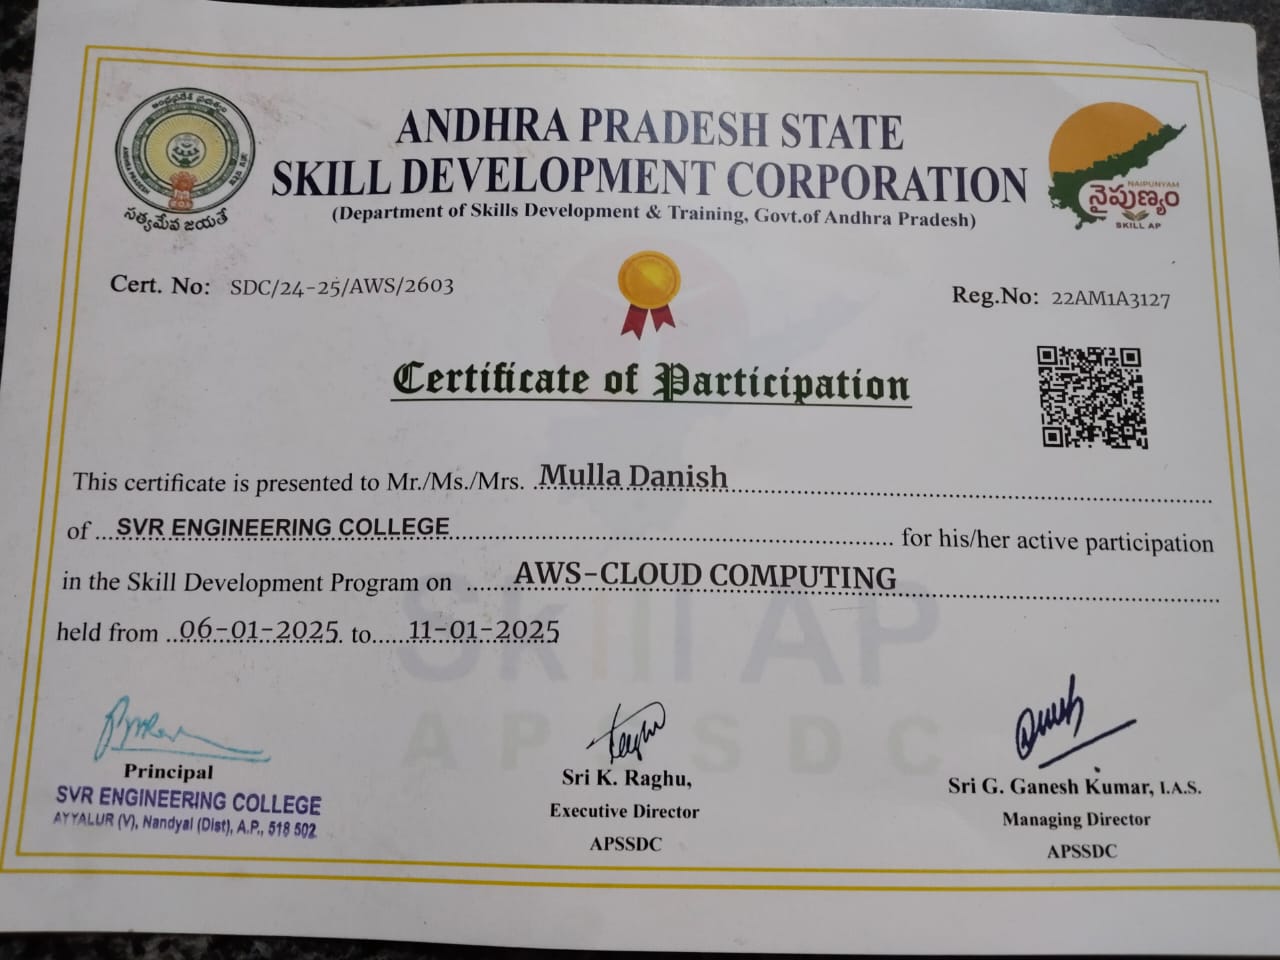 ఆంధ్రప్రదేశ్ ప్రభుత్వం
ANDHRA PRADESH
సత్యమేవ జయతే
ANDHRA PRADESH STATE
SKILL DEVELOPMENT CORPORATION
(Department of Skills Development & Training, Govt.of Andhra Pradesh)
NAIPUNYAM
నైపుణ్యం
SKILL AP
Cert. No: SDC/24-25/AWS/2603
Reg.No: 22AM1A3127
Certificate of Participation
This certificate is presented to Mr./Ms./Mrs. Mulla Danish
of SVR ENGINEERING COLLEGE for his/her active participation
in the Skill Development Program on AWS-CLOUD COMPUTING
held from 06-01-2025 to 11-01-2025
Skill AP
APSSDC
Principal
SVR ENGINEERING COLLEGE
AYYALUR (V), Nandyal (Dist), A.P., 518 502
Sri K. Raghu,
Executive Director
APSSDC
Sri G. Ganesh Kumar, I.A.S.
Managing Director
APSSDC